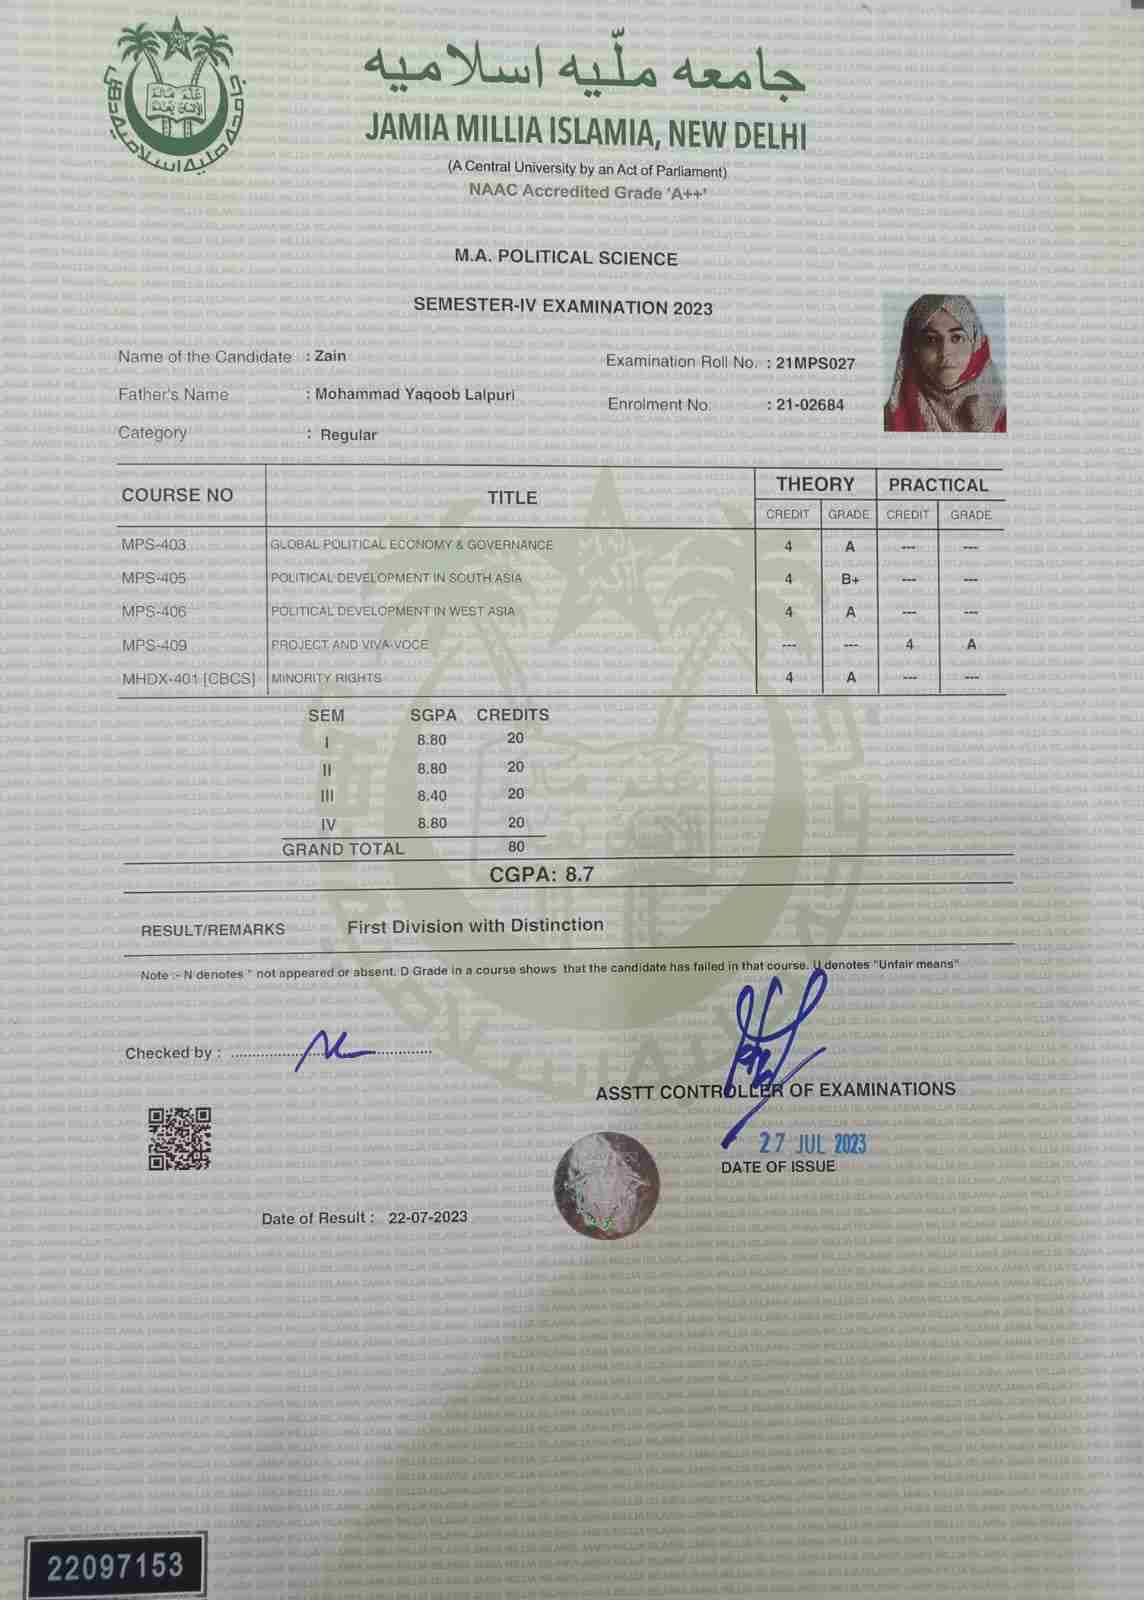 جامعه ملّیه اسلامیه
JAMIA MILLIA ISLAMIA, NEW DELHI
(A Central University by an Act of Parliament)
NAAC Accredited Grade 'A++'
M.A. POLITICAL SCIENCE
SEMESTER-IV EXAMINATION 2023
Name of the Candidate : Zain
Examination Roll No. : 21MPS027
Father's Name : Mohammad Yaqoob Lalpuri
Enrolment No. : 21-02684
Category : Regular
COURSE NO TITLE THEORY PRACTICAL
CREDIT GRADE CREDIT GRADE
MPS-403 GLOBAL POLITICAL ECONOMY & GOVERNANCE 4 A --- ---
MPS-405 POLITICAL DEVELOPMENT IN SOUTH ASIA 4 B+ --- ---
MPS-406 POLITICAL DEVELOPMENT IN WEST ASIA 4 A --- ---
MPS-409 PROJECT AND VIVA-VOCE --- --- 4 A
MHDX-401 [CBCS] MINORITY RIGHTS 4 A --- ---
SEM SGPA CREDITS
I 8.80 20
II 8.80 20
III 8.40 20
IV 8.80 20
GRAND TOTAL 80
CGPA: 8.7
RESULT/REMARKS First Division with Distinction
Note :- N denotes " not appeared or absent. D Grade in a course shows that the candidate has failed in that course. U denotes "Unfair means"
Checked by : ........................................
ASSTT CONTROLLER OF EXAMINATIONS
27 JUL 2023
DATE OF ISSUE
Date of Result : 22-07-2023
22097153